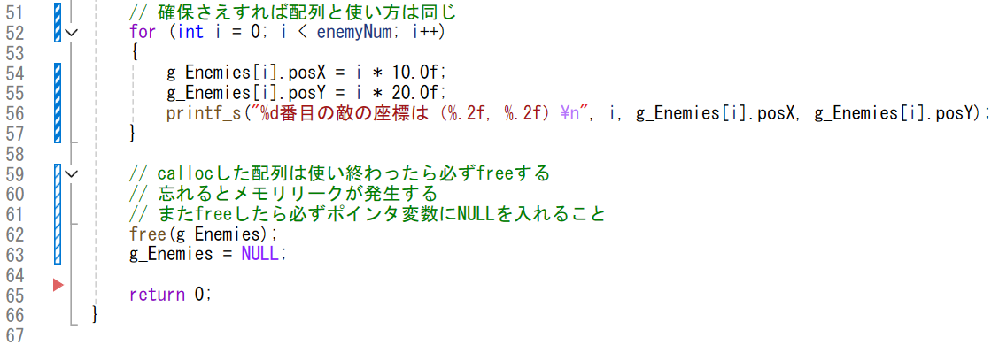 51 // 確保さえすれば配列と使い方は同じ
52 for (int i = 0; i < enemyNum; i++)
53 {
54 g_Enemies[i].posX = i * 10.0f;
55 g_Enemies[i].posY = i * 20.0f;
56 printf_s("%d番目の敵の座標は (%.2f, %.2f) ¥n", i, g_Enemies[i].posX, g_Enemies[i].posY);
57 }
58
59 // callocした配列は使い終わったら必ずfreeする
60 // 忘れるとメモリリークが発生する
61 // またfreeしたら必ずポインタ変数にNULLを入れること
62 free(g_Enemies);
63 g_Enemies = NULL;
64
65 return 0;
66 }
67